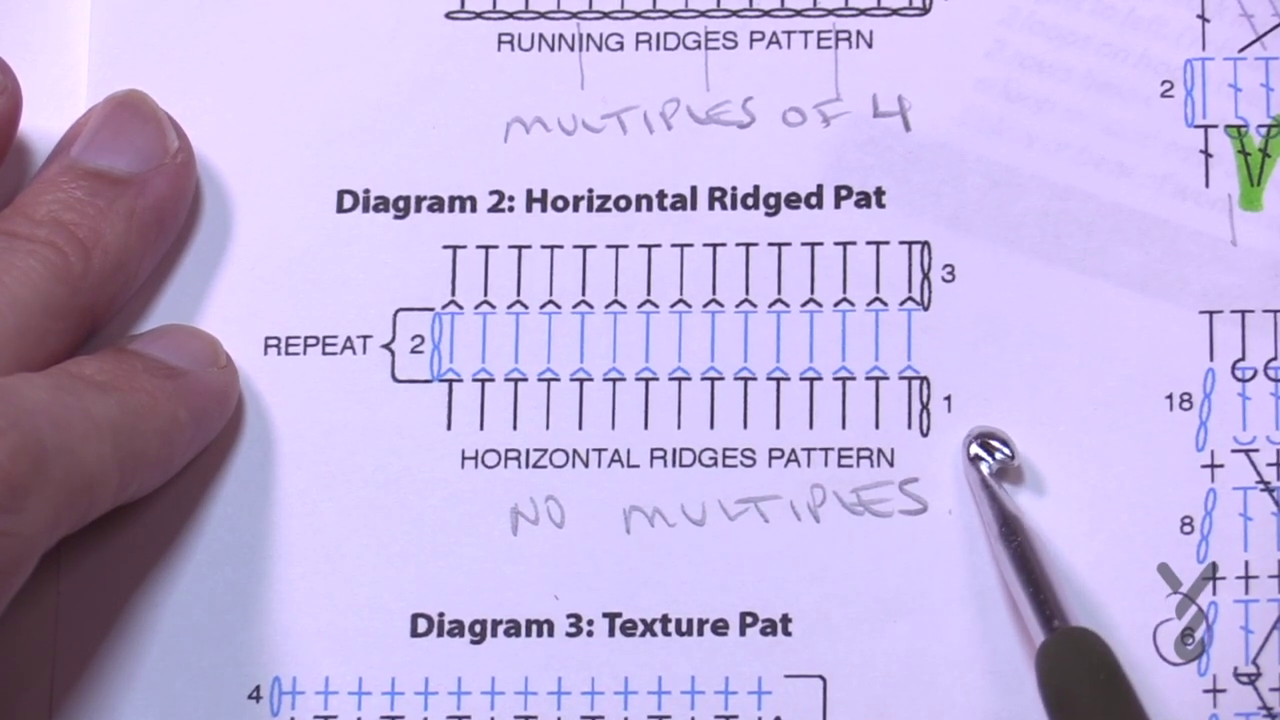 RUNNING RIDGES PATTERN
MULTIPLES OF 4
Diagram 2: Horizontal Ridged Pat
3
REPEAT 2
1
HORIZONTAL RIDGES PATTERN
NO MULTIPLES
Diagram 3: Texture Pat
4
2
18
8
6